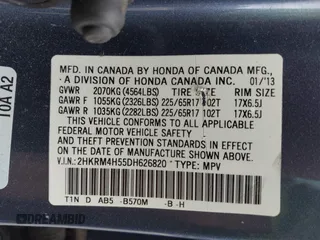 MFD. IN CANADA BY HONDA OF CANADA MFG.,
A DIVISION OF HONDA CANADA INC. 01/13
GVWR 2070KG (4564LBS) TIRE SIZE RIM SIZE
GAWR F 1055KG (2326LBS) 225/65R17 102T 17X6.5J
GAWR R 1035KG (2282LBS) 225/65R17 102T 17X6.5J
THIS VEHICLE CONFORMS TO ALL APPLICABLE
FEDERAL MOTOR VEHICLE SAFETY
STANDARDS IN EFFECT ON THE DATE OF
MANUFACTURE SHOWN ABOVE.
V.I.N.: 2HKRM4H55DH626820 TYPE: MPV
T1N D AB5 -B570M -B -H
10A A2
DREAMBID